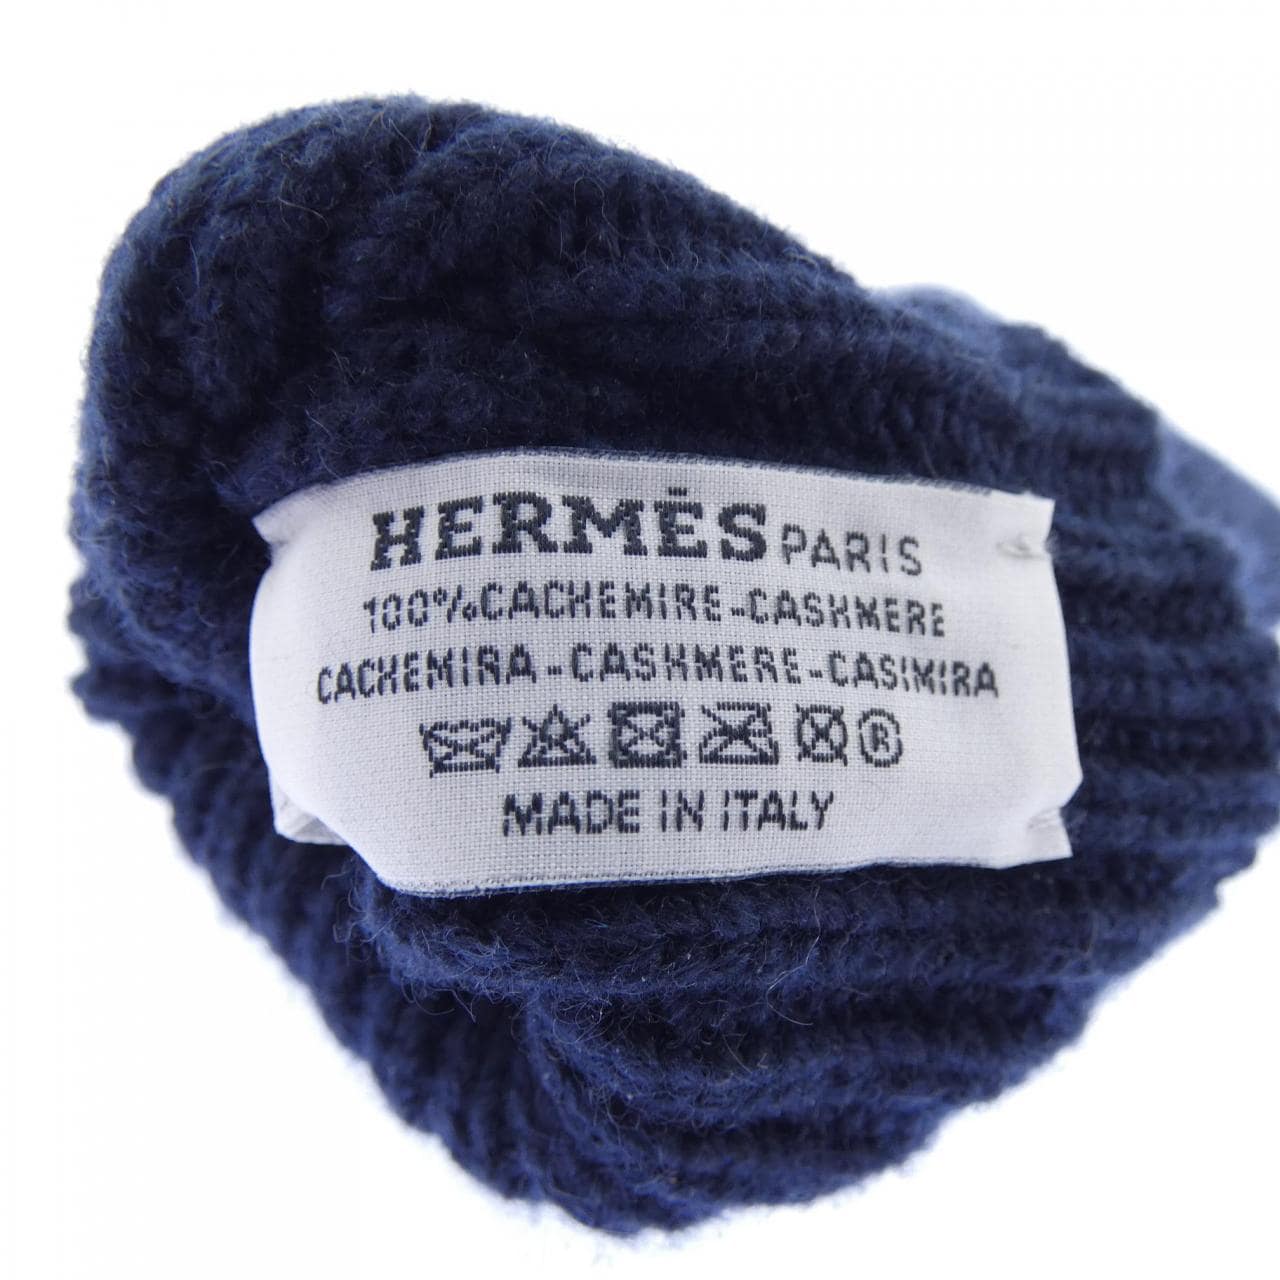 HERMÈS PARIS
100%CACHEMIRE-CASHMERE
CACHEMIRA-CASHMERE-CASIMIRA
®
MADE IN ITALY